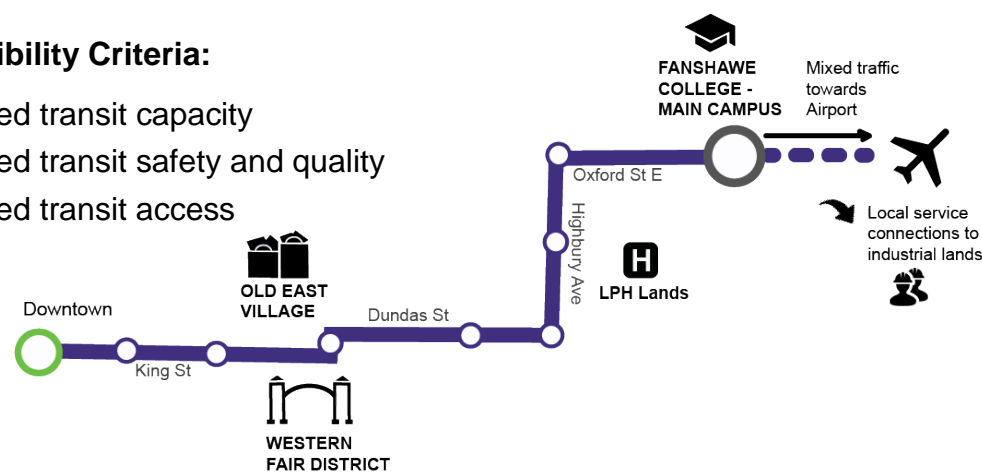 ibility Criteria:
ed transit capacity
ed transit safety and quality
ed transit access
FANSHAWE
COLLEGE -
MAIN CAMPUS
Mixed traffic
towards
Airport
Oxford St E
Highbury Ave
H
LPH Lands
Local service
connections to
industrial lands
OLD EAST
VILLAGE
Downtown
Dundas St
King St
WESTERN
FAIR DISTRICT